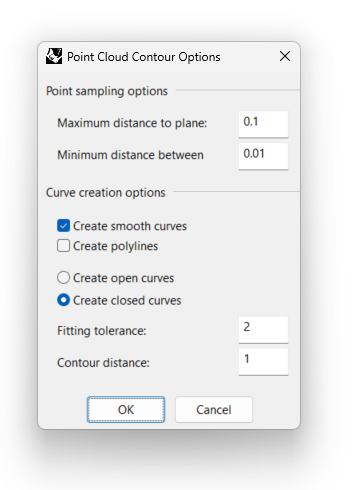 Point Cloud Contour Options
Point sampling options
Maximum distance to plane: 0.1
Minimum distance between 0.01
Curve creation options
Create smooth curves
Create polylines
Create open curves
Create closed curves
Fitting tolerance: 2
Contour distance: 1
OK Cancel